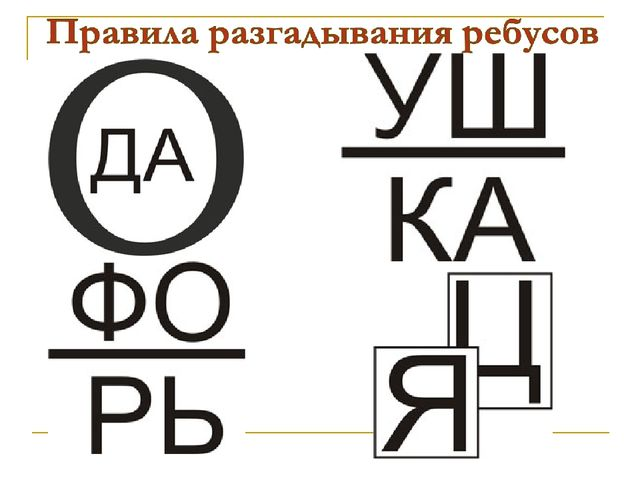 Правила разгадывания ребусов
О
ДА
УШ
КА
ФО
РЬ
Ц
Я